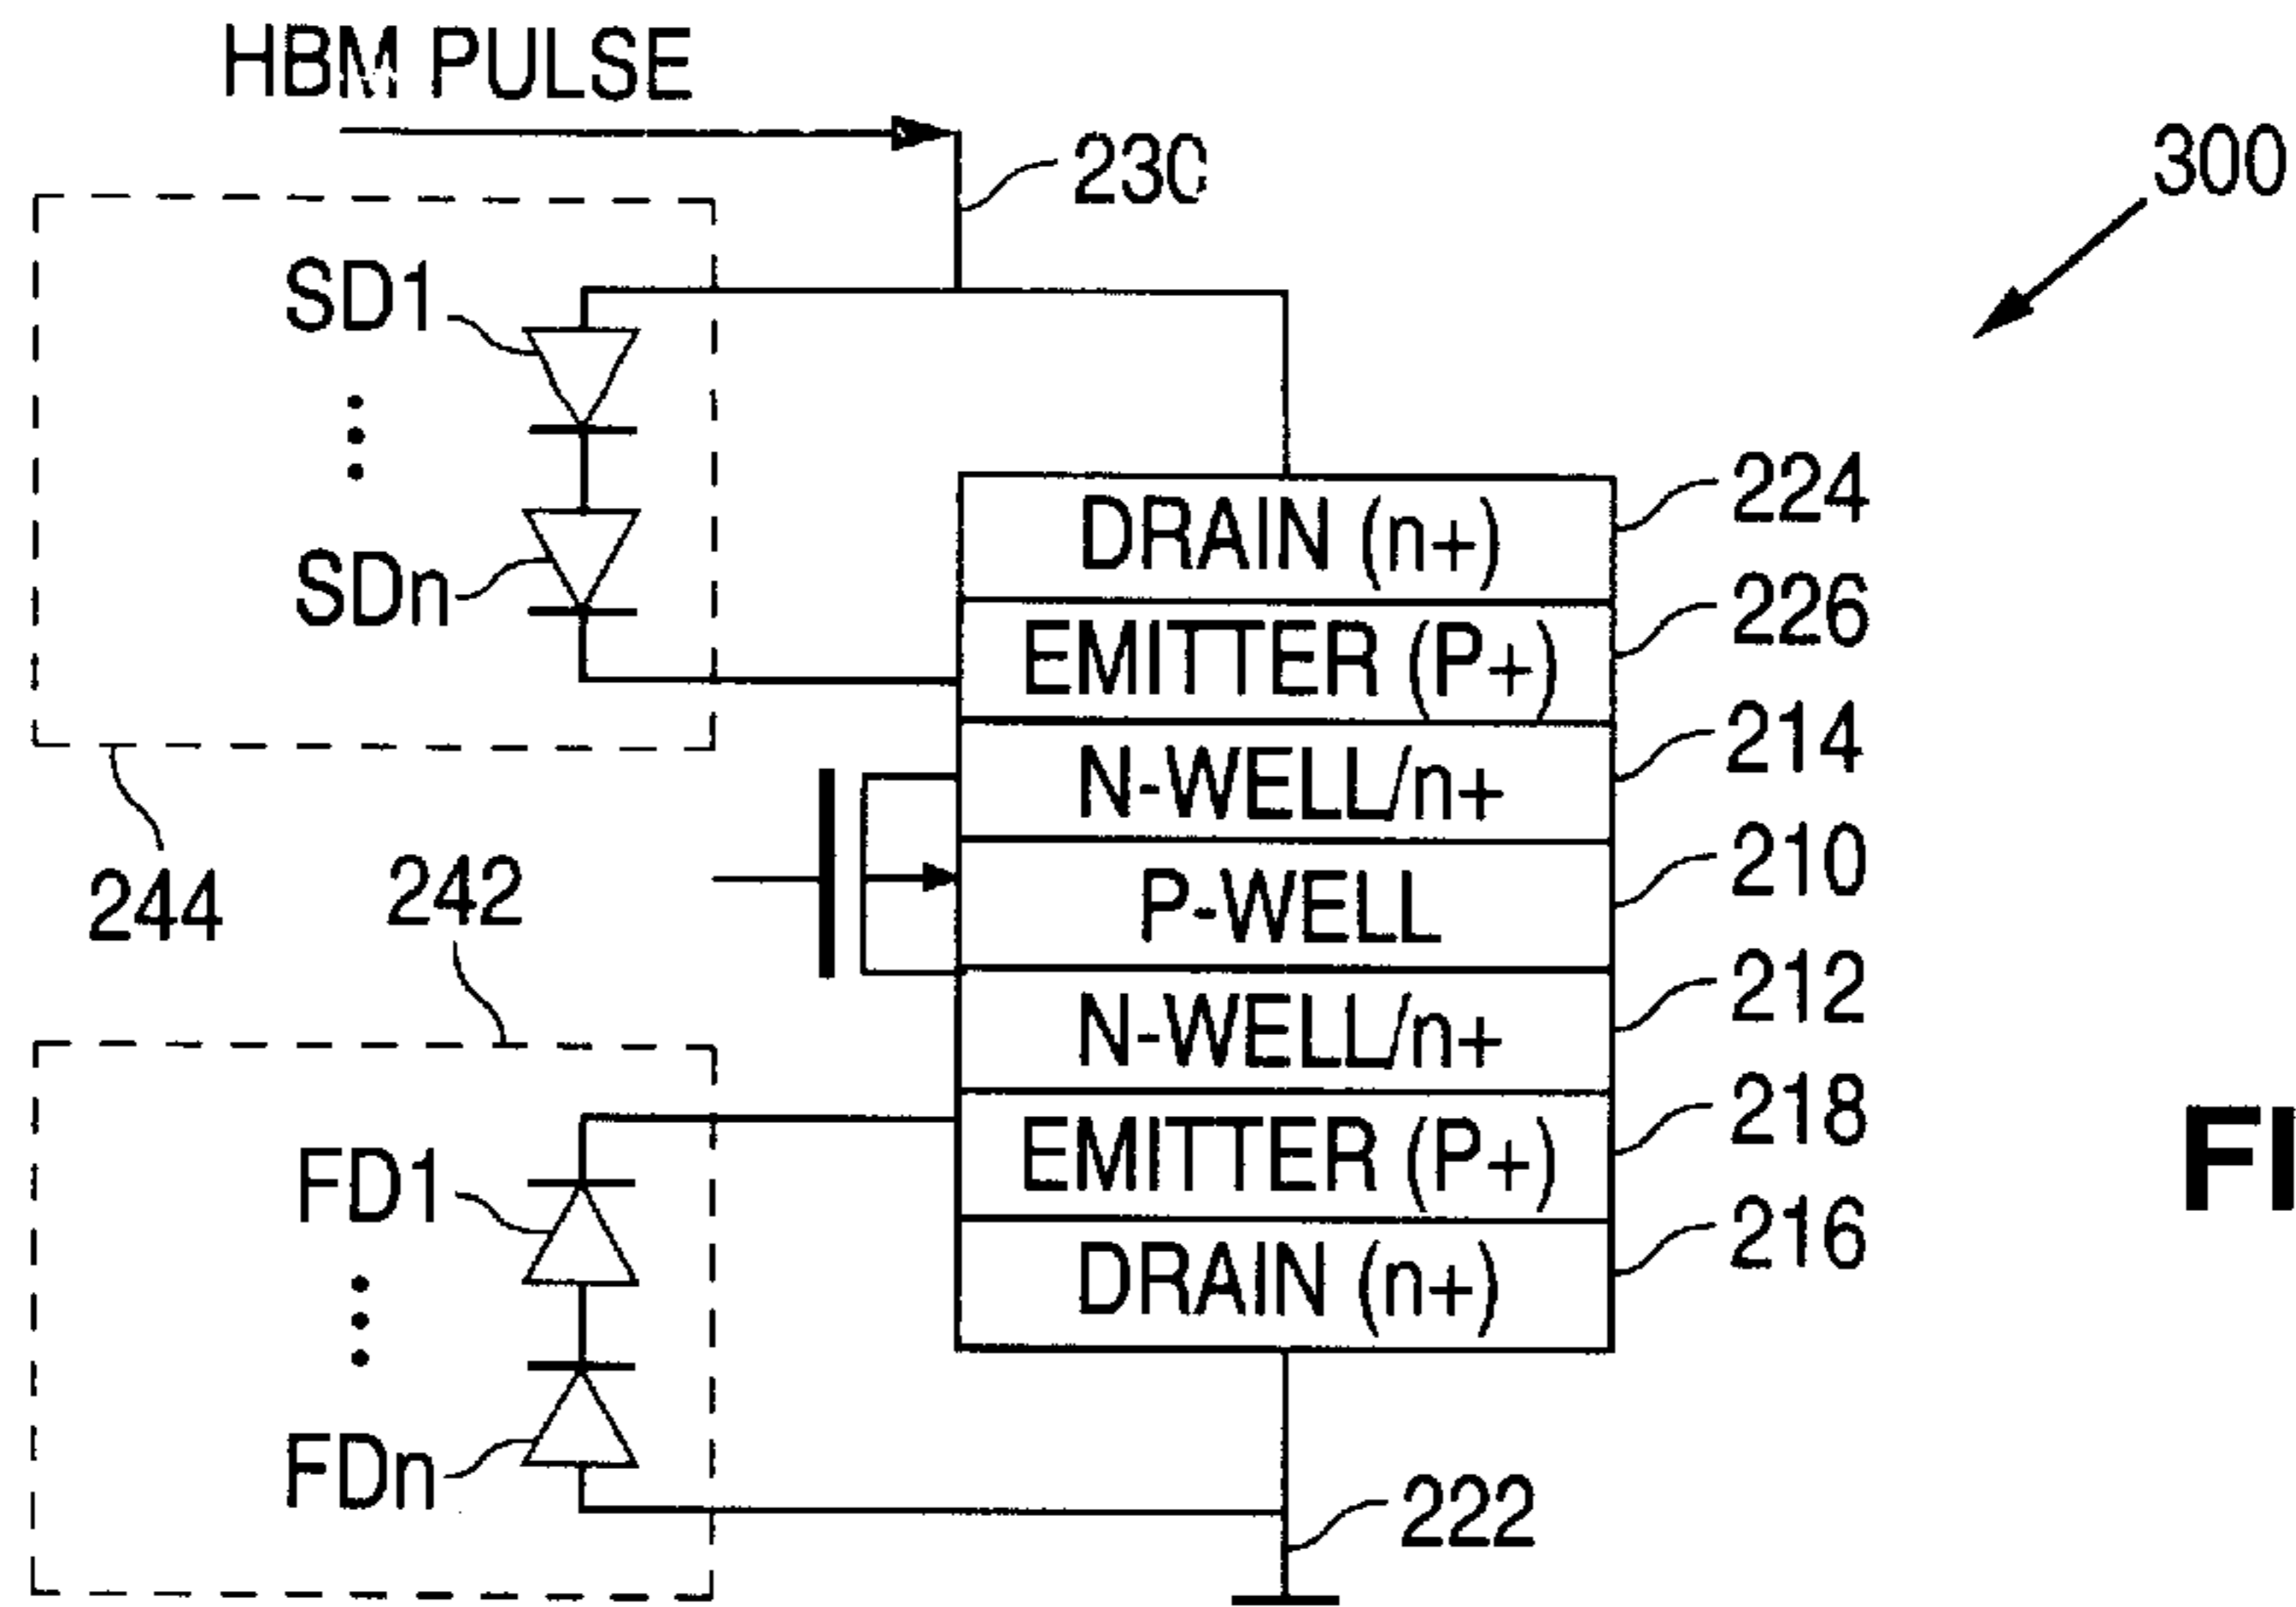 HBM PULSE
230
300
SD1
SDn
DRAIN (n+)
224
EMITTER (P+)
226
N-WELL/n+
214
P-WELL
210
N-WELL/n+
212
EMITTER (P+)
218
DRAIN (n+)
216
244
242
FD1
FDn
222
FI